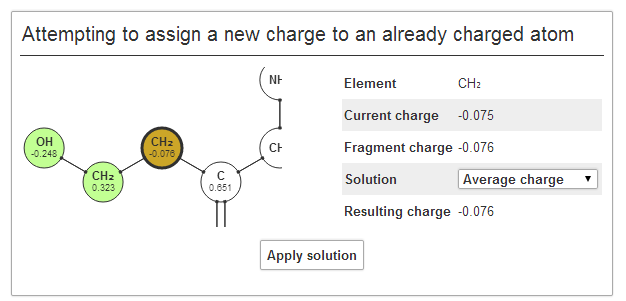 Attempting to assign a new charge to an already charged atom
NH
CH
OH
-0.248
CH₂
-0.076
CH₂
0.323
C
0.651
Element CH₂
Current charge -0.075
Fragment charge -0.076
Solution Average charge
Resulting charge -0.076
Apply solution